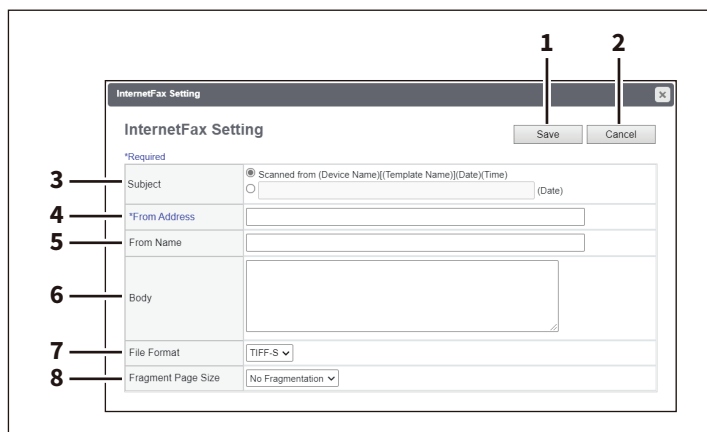 1 2
InternetFax Setting
InternetFax Setting
Save Cancel
*Required
3 Subject Scanned from (Device Name)[(Template Name)](Date)(Time)
(Date)
4 *From Address
5 From Name
6 Body
7 File Format TIFF-S
8 Fragment Page Size No Fragmentation